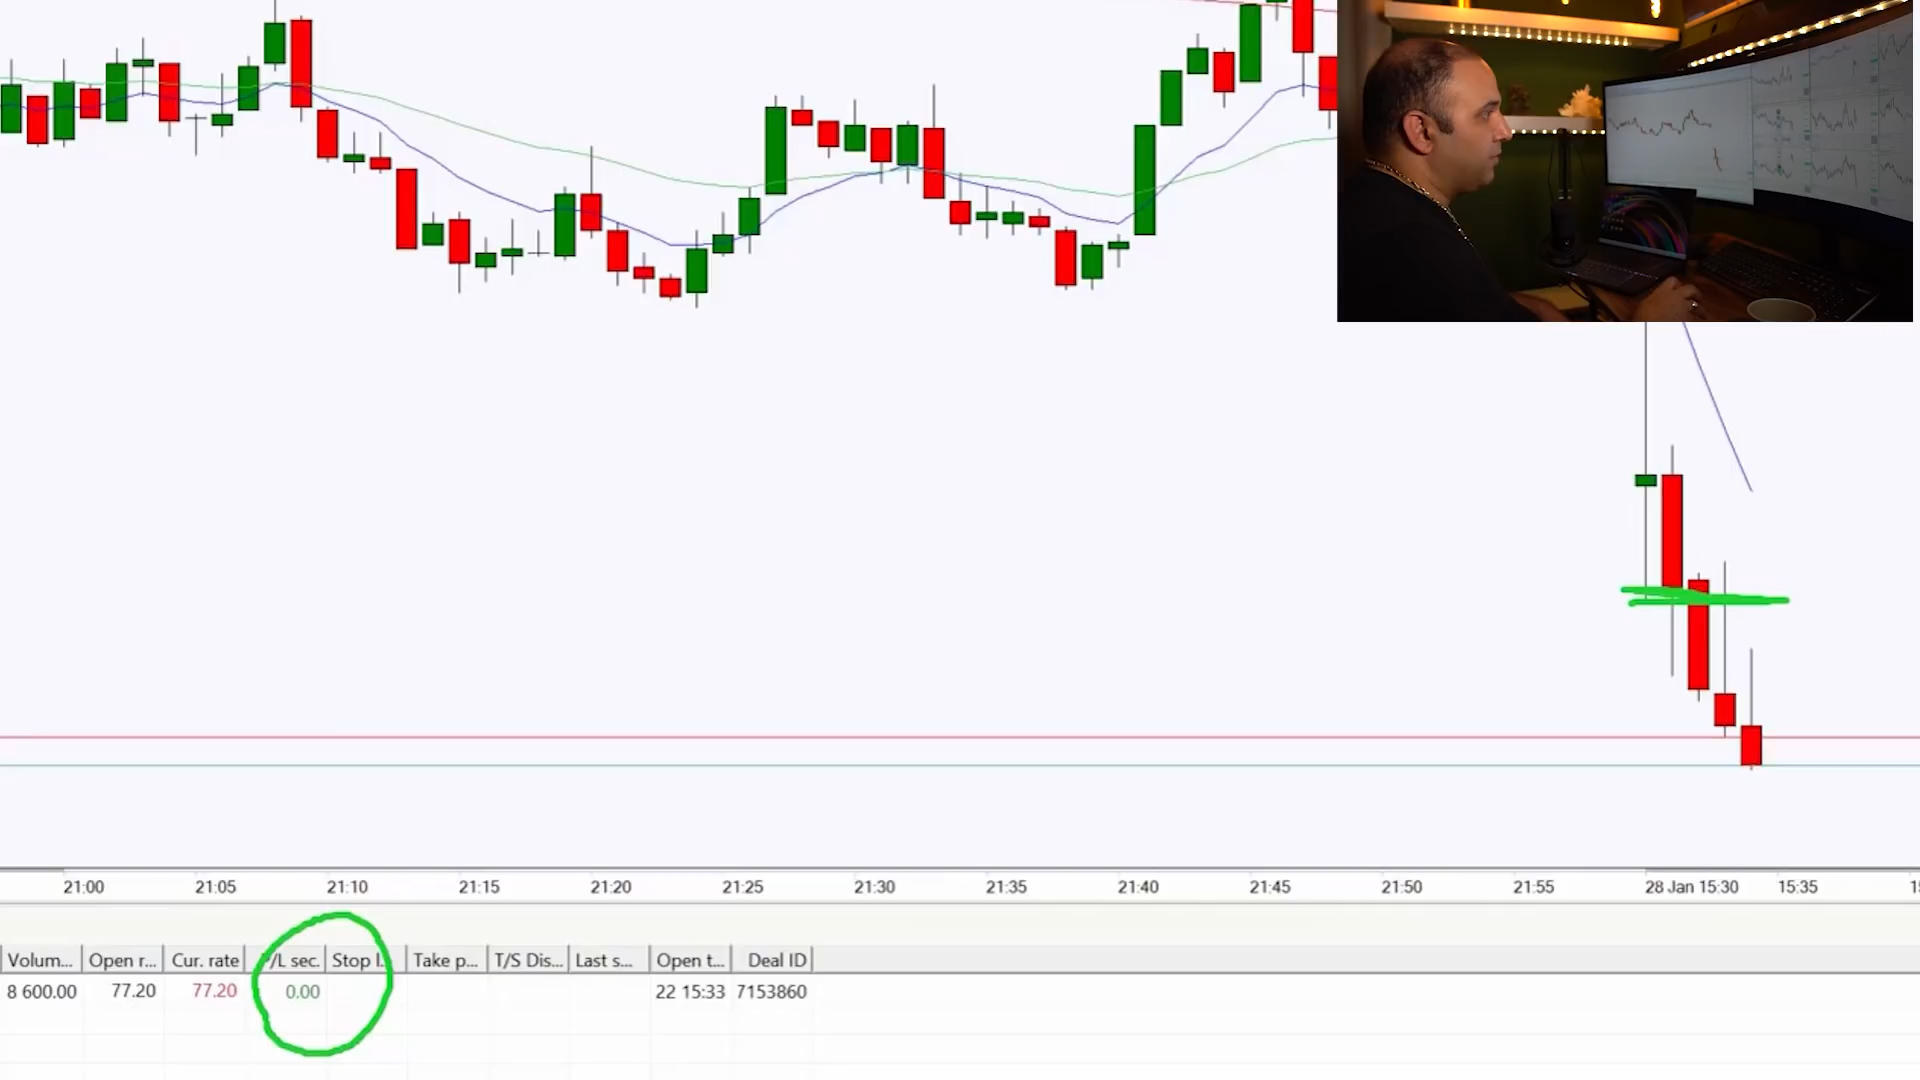 21:00 21:05 21:10 21:15 21:20 21:25 21:30 21:35 21:40 21:45 21:50 21:55 28 Jan 15:30 15:35
Volum... Open r... Cur. rate P/L sec. Stop l... Take p... T/S Dis... Last s... Open t... Deal ID
8 600.00 77.20 77.20 0.00 22 15:33 7153860